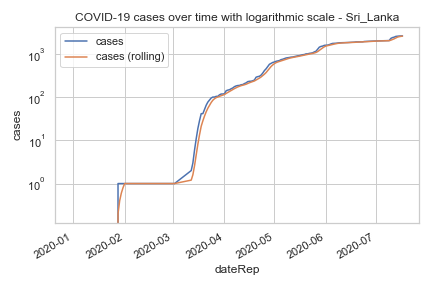 COVID-19 cases over time with logarithmic scale - Sri_Lanka
cases
cases (rolling)
10³
10²
10¹
10⁰
cases
2020-01
2020-02
2020-03
2020-04
2020-05
2020-06
2020-07
dateRep